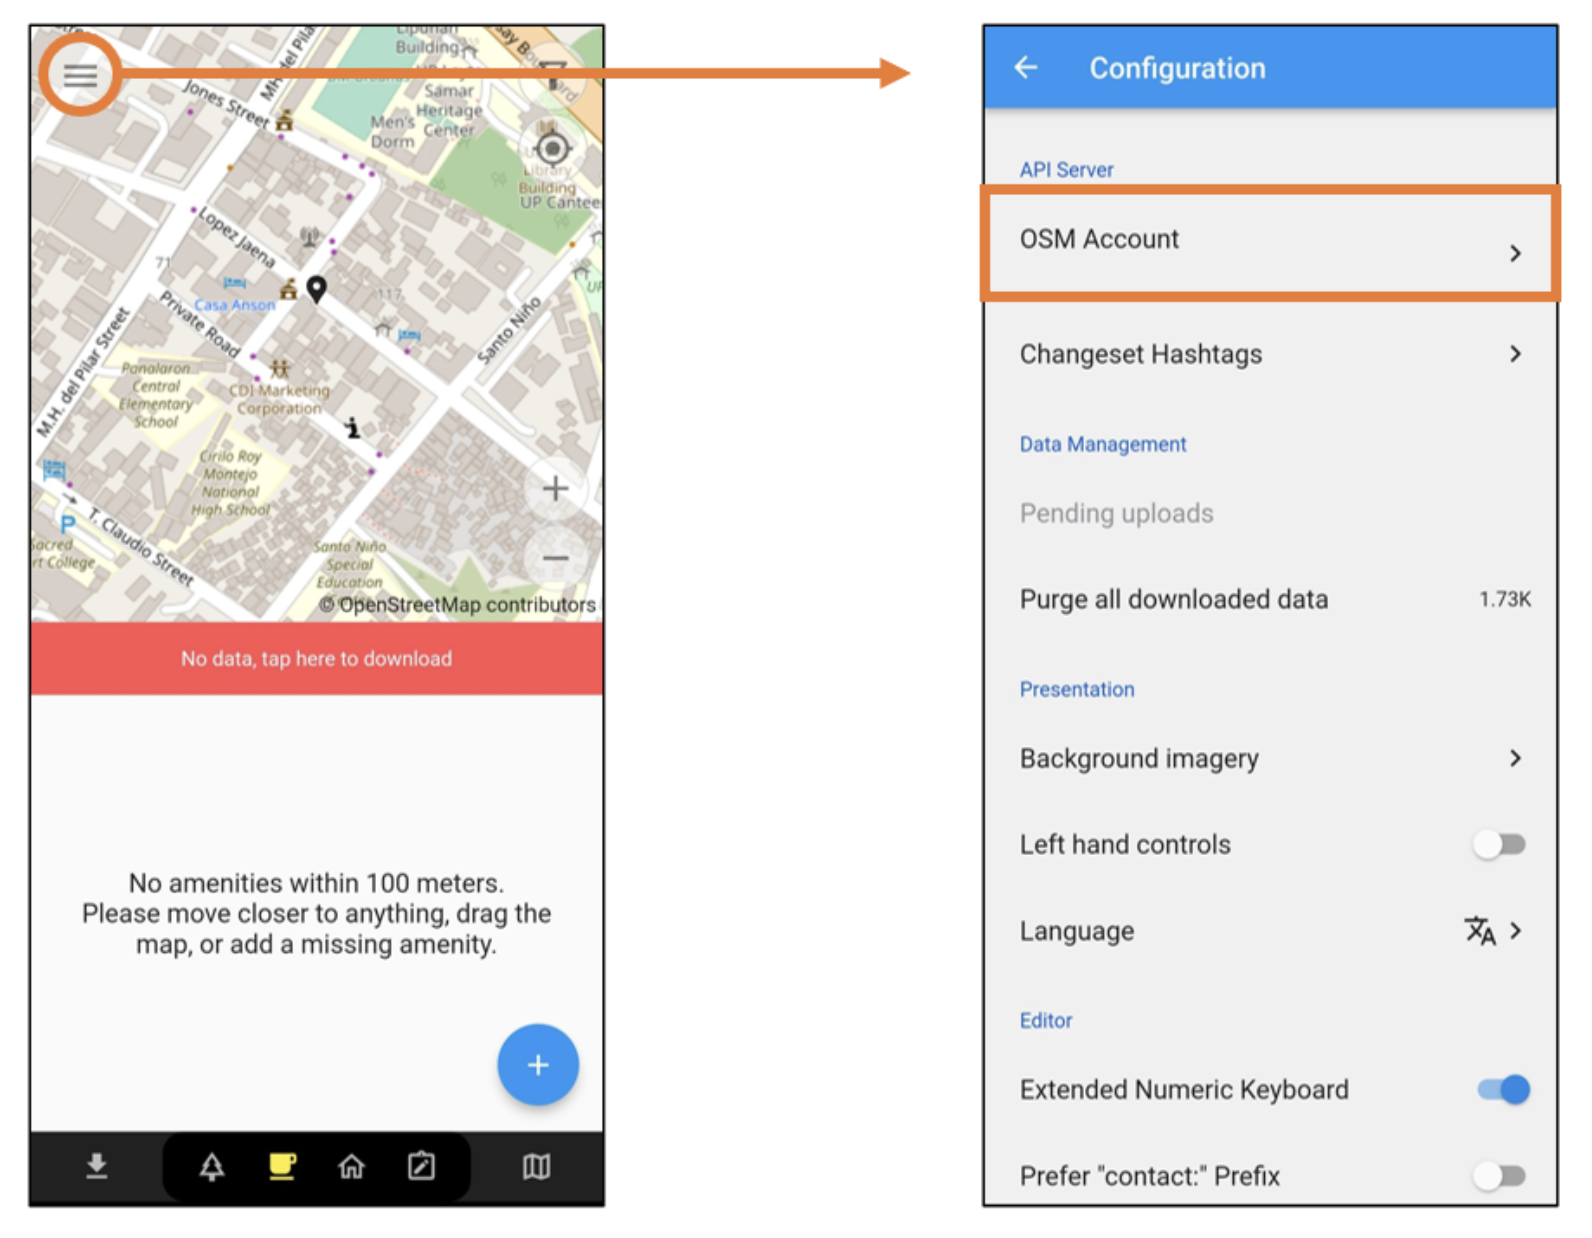 Lipunan
Building
Samar
Heritage
Center
Men's
Dorm
Jones Street
Library
Building
UP Cantee
Lopez Jaena
71
Casa Anson
117
Private Road
Santo Niño
M.H. del Pilar Street
Panalaron
Central
Elementary
School
CDI Marketing
Corporation
Cirilo Roy
Montejo
National
High School
P
T. Claudio Street
Sacred
rt College
Santo Niño
Special
Education
© OpenStreetMap contributors
No data, tap here to download
No amenities within 100 meters.
Please move closer to anything, drag the
map, or add a missing amenity.
Configuration
API Server
OSM Account
Changeset Hashtags
Data Management
Pending uploads
Purge all downloaded data 1.73K
Presentation
Background imagery
Left hand controls
Language
Editor
Extended Numeric Keyboard
Prefer "contact:" Prefix